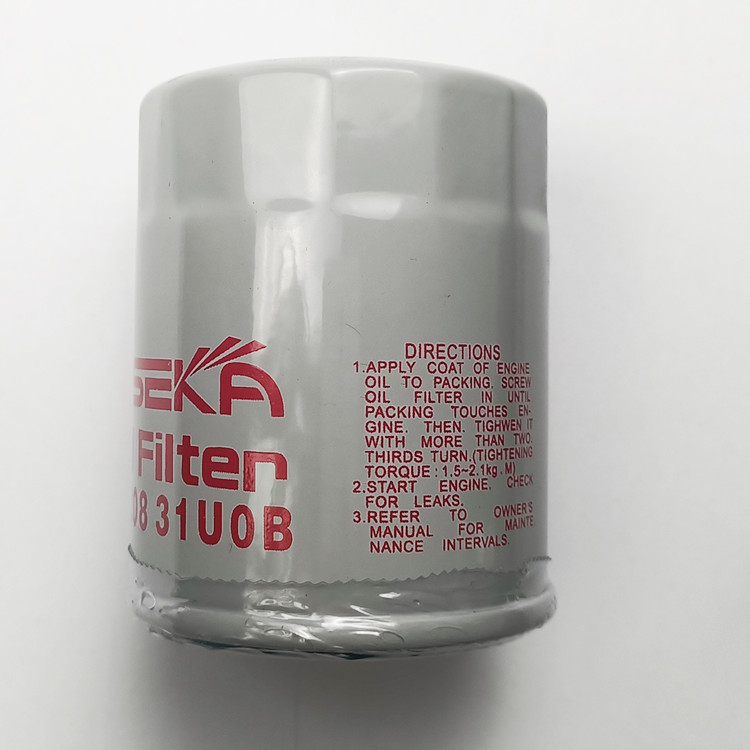 SEKA
Filter
08 31U0B
DIRECTIONS
1.APPLY COAT OF ENGINE
OIL TO PACKING. SCREW
OIL FILTER IN UNTIL
PACKING TOUCHES EN-
GINE. THEN. TIGHWEN IT
WITH MORE THAN TWO.
THIRDS TURN.(TIGHTENING
TORQUE : 1.5~2.1kg . M)
2.START ENGINE. CHECK
FOR LEAKS.
3.REFER TO OWNER'S
MANUAL FOR MAINTE
NANCE INTERVALS.